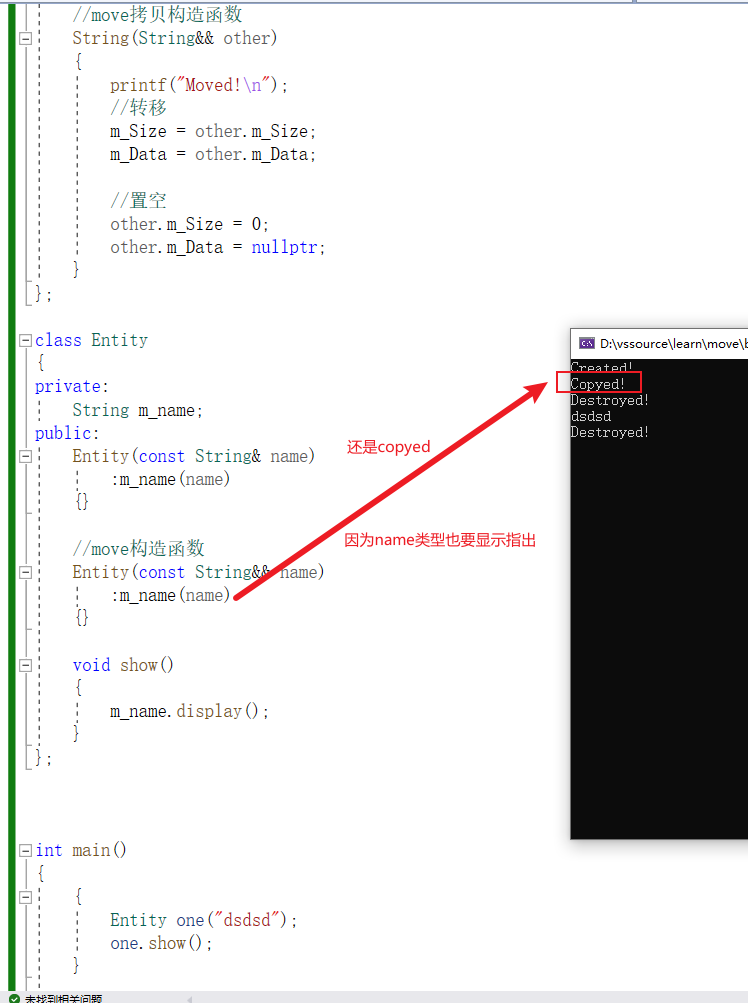 //move拷贝构造函数
String(String&& other)
{
printf("Moved!\n");
//转移
m_Size = other.m_Size;
m_Data = other.m_Data;
//置空
other.m_Size = 0;
other.m_Data = nullptr;
}
};
class Entity
{
private:
String m_name;
public:
Entity(const String& name)
:m_name(name)
{}
//move构造函数
Entity(const String&& name)
:m_name(name)
{}
void show()
{
m_name.display();
}
};
int main()
{
{
Entity one("dsdsd");
one.show();
}
未找到相关问题
还是copyed
因为name类型也要显示指出
D:\vssource\learn\move\b
Created!
Copyed!
Destroyed!
dsdsd
Destroyed!